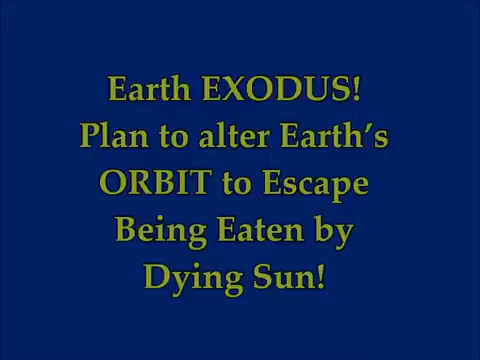 Earth EXODUS!
Plan to alter Earth’s
ORBIT to Escape
Being Eaten by
Dying Sun!